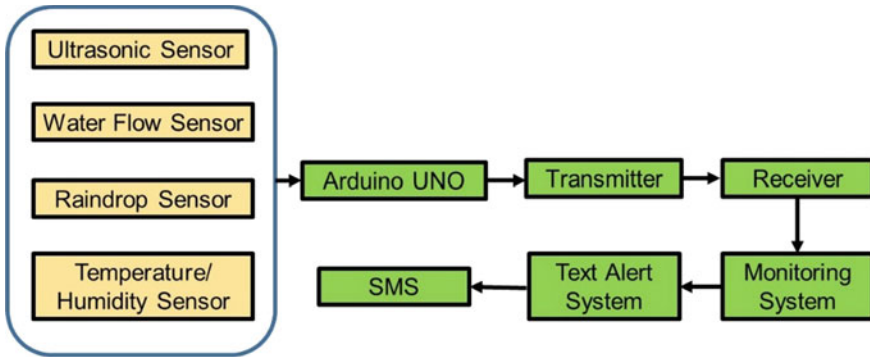 Ultrasonic Sensor
Water Flow Sensor
Raindrop Sensor
Temperature/
Humidity Sensor
Arduino UNO
Transmitter
Receiver
Monitoring
System
Text Alert
System
SMS